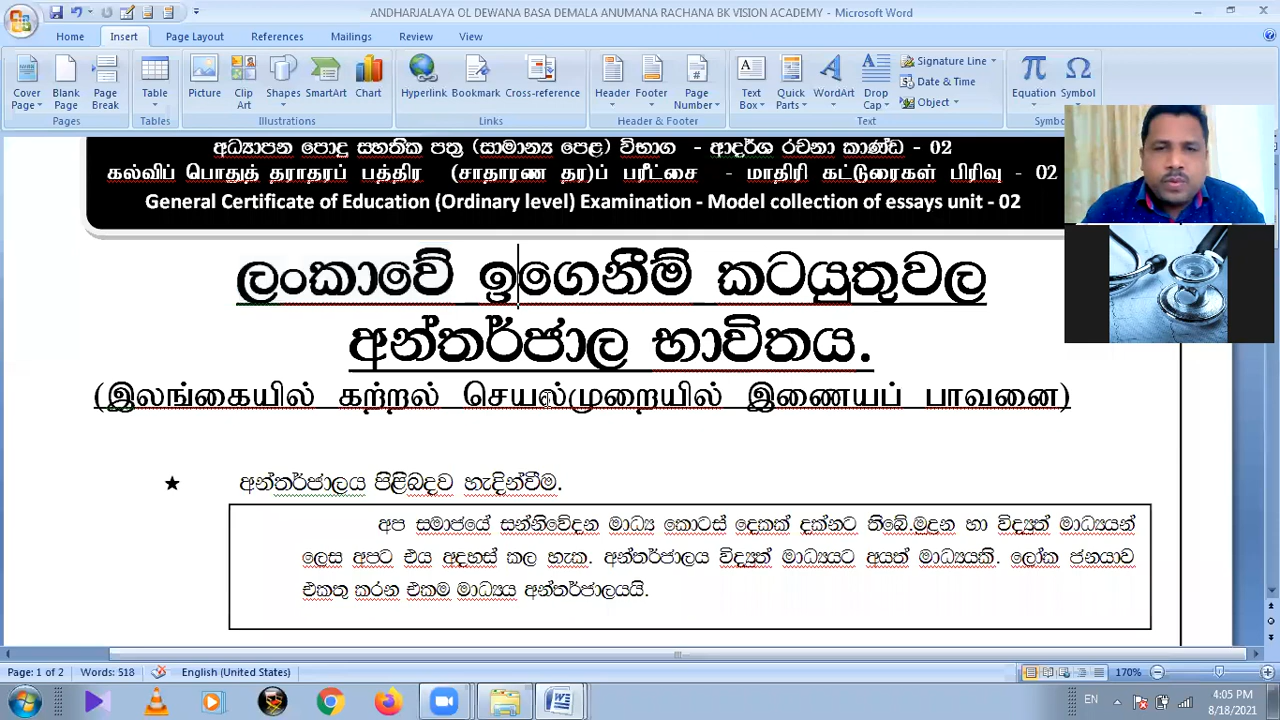 ANDHARJALAYA OL DEWANA BASA DEMALA ANUMANA RACHANA BK VISION ACADEMY - Microsoft Word
Home Insert Page Layout References Mailings Review View
Cover Page Blank Page Page Break Table Picture Clip Art Shapes SmartArt Chart Hyperlink Bookmark Cross-reference Header Footer Page Number Text Box Quick Parts WordArt Drop Cap Signature Line Date & Time Object Equation Symbol
Pages Tables Illustrations Links Header & Footer Text
අධ්‍යාපන පොදු සහතික පත්‍ර (සාමාන්‍ය පෙළ) විභාග - ආදර්ශ රචනා කාණ්ඩ - 02
கல்விப் பொதுத் தராதரப் பத்திர (சாதாரண தர)ப் பரீட்சை - மாதிரி கட்டுரைகள் பிரிவு - 02
General Certificate of Education (Ordinary level) Examination - Model collection of essays unit - 02
ලංකාවේ ඉගෙනීම් කටයුතුවල
අන්තර්ජාල භාවිතය.
(இலங்கையில் கற்றல் செயல்முறையில் இணையப் பாவனை)
★ අන්තර්ජාලය පිළිබදව හැදින්වීම.
අප සමාජයේ සන්නිවේදන මාධ්‍ය කොටස් දෙකක් දක්නට තිබේ.මුද්‍රන හා විද්‍යුත් මාධ්‍යයන්
ලෙස අපට එය අදහස් කල හැක. අන්තර්ජාලය විද්‍යුත් මාධ්‍යයට අයත් මාධ්‍යයකි. ලෝක ජනයාව
එකතු කරන එකම මාධ්‍යය අන්තර්ජාලයයි.
Page: 1 of 2 Words: 518 English (United States) 170%
EN 4:05 PM
8/18/2021